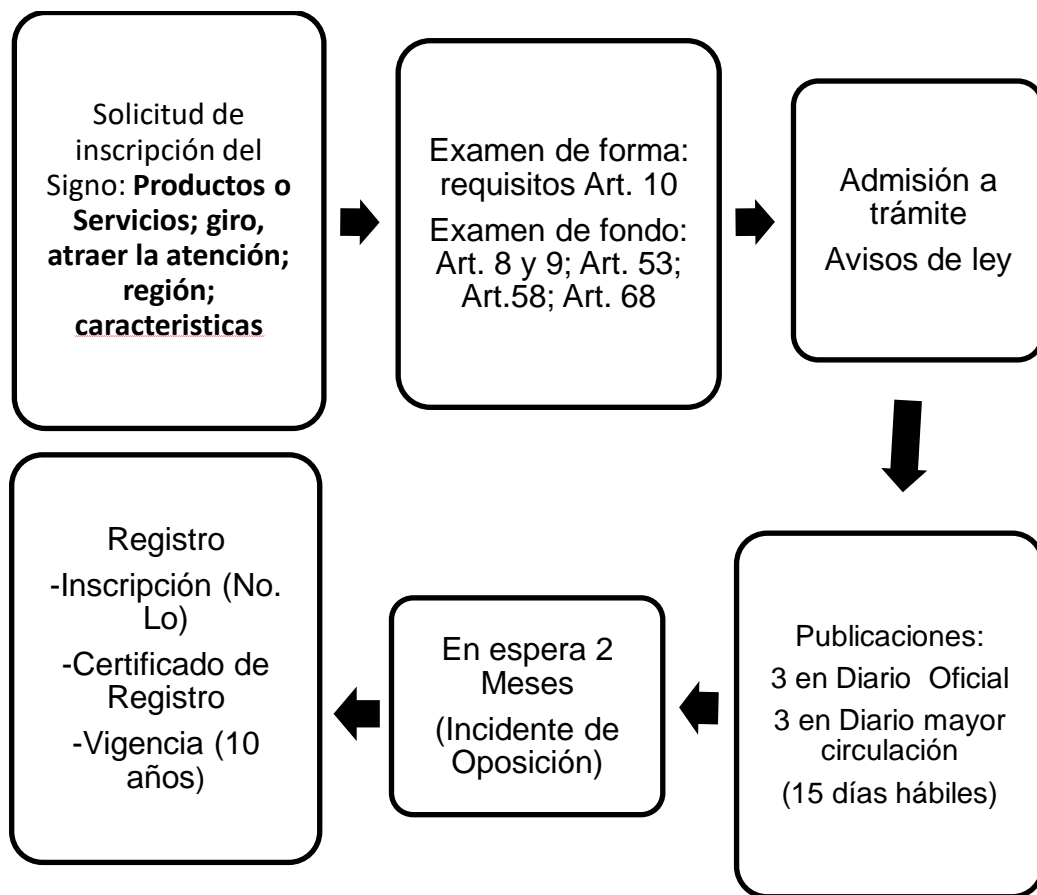 Solicitud de
inscripción del
Signo: Productos o
Servicios; giro,
atraer la atención;
región;
caracteristicas
Examen de forma:
requisitos Art. 10
Examen de fondo:
Art. 8 y 9; Art. 53;
Art.58; Art. 68
Admisión a
trámite
Avisos de ley
Publicaciones:
3 en Diario Oficial
3 en Diario mayor
circulación
(15 días hábiles)
En espera 2
Meses
(Incidente de
Oposición)
Registro
-Inscripción (No.
Lo)
-Certificado de
Registro
-Vigencia (10
años)